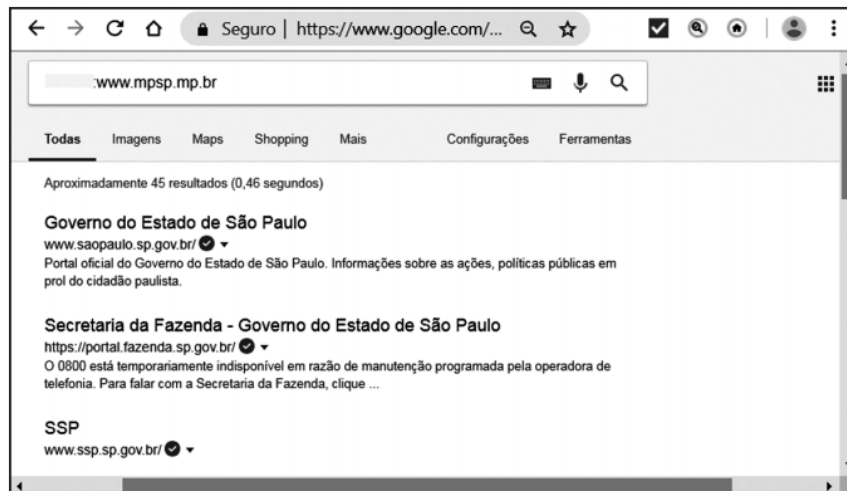 Seguro | https://www.google.com/...
:www.mpsp.mp.br
Todas Imagens Maps Shopping Mais Configurações Ferramentas
Aproximadamente 45 resultados (0,46 segundos)
Governo do Estado de São Paulo
www.saopaulo.sp.gov.br/
Portal oficial do Governo do Estado de São Paulo. Informações sobre as ações, políticas públicas em
prol do cidadão paulista.
Secretaria da Fazenda - Governo do Estado de São Paulo
https://portal.fazenda.sp.gov.br/
O 0800 está temporariamente indisponível em razão de manutenção programada pela operadora de
telefonia. Para falar com a Secretaria da Fazenda, clique ...
SSP
www.ssp.sp.gov.br/